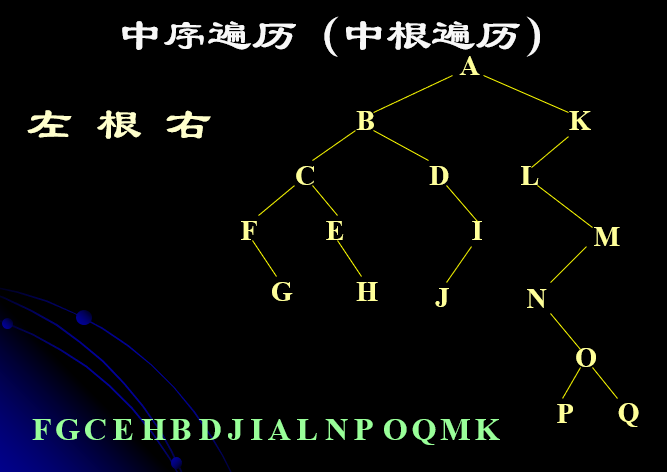 中序遍历（中根遍历）
A
左 根 右
B K
C D L
F E I M
G H J N
O
P Q
F G C E H B D J I A L N P O Q M K